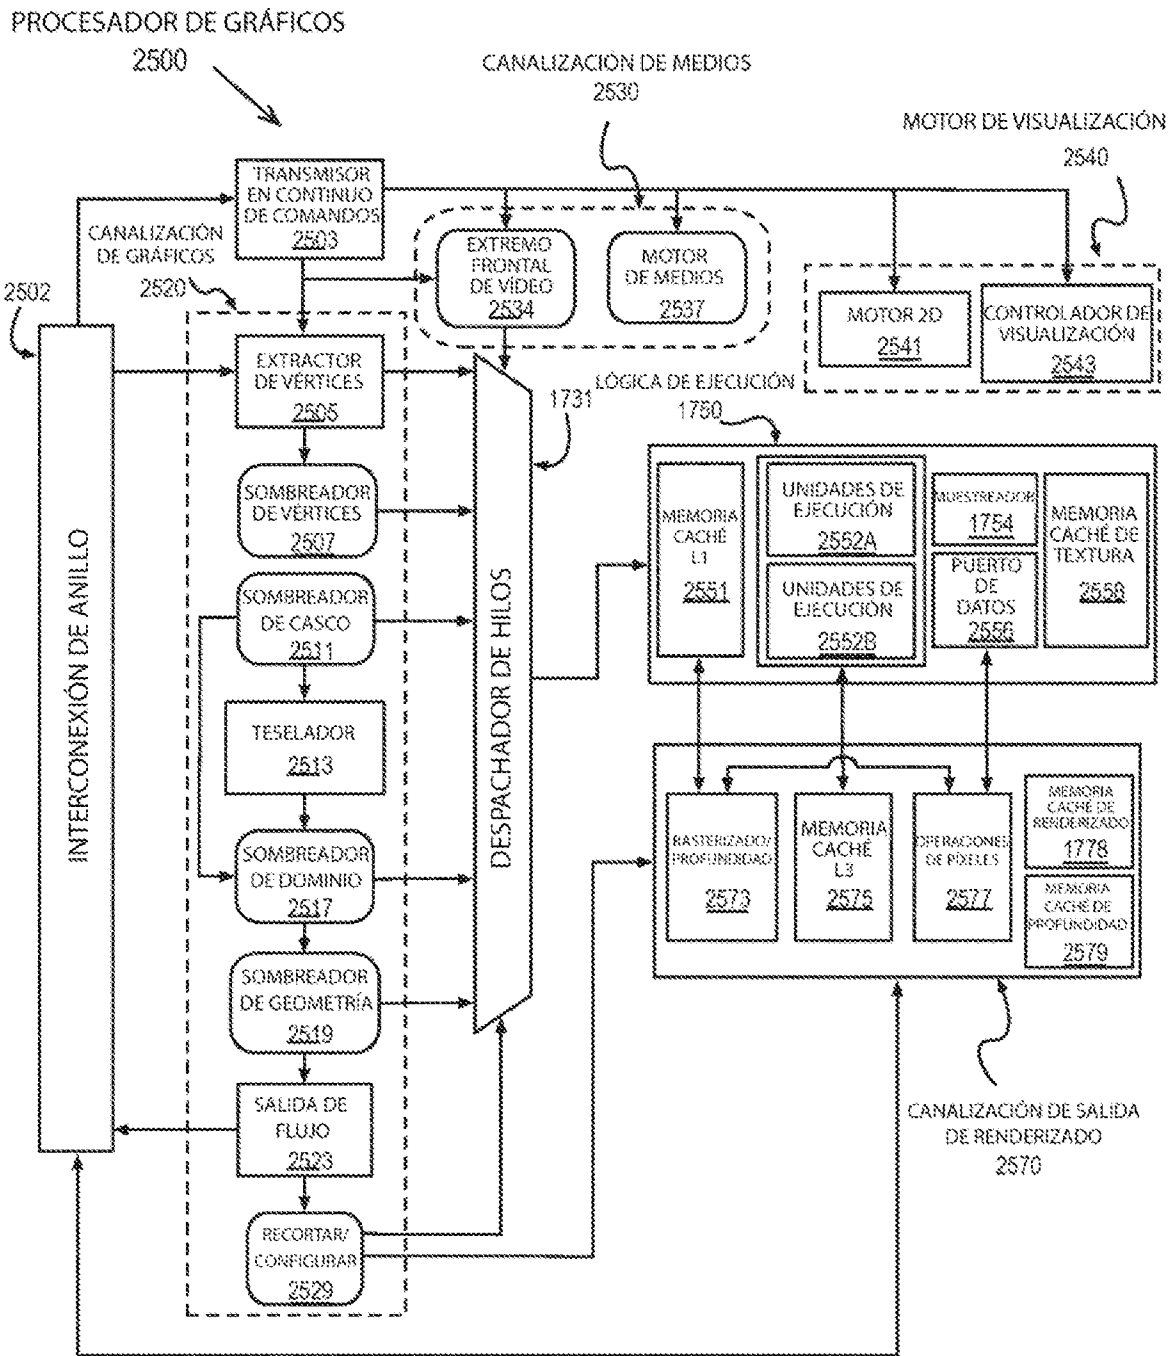 PROCESADOR DE GRÁFICOS
2500
CANALIZACIÓN DE MEDIOS
2530
MOTOR DE VISUALIZACIÓN
2540
TRANSMISOR
EN CONTINUO
DE COMANDOS
2503
CANALIZACIÓN
DE GRÁFICOS
2520
2502
EXTREMO
FRONTAL
DE VÍDEO
2534
MOTOR
DE MEDIOS
2537
MOTOR 2D
2541
CONTROLADOR DE
VISUALIZACIÓN
2543
EXTRACTOR
DE VÉRTICES
2505
LÓGICA DE EJECUCIÓN
1750
1731
SOMBREADOR
DE VÉRTICES
2507
SOMBREADOR
DE CASCO
2511
TESELADOR
2513
SOMBREADOR
DE DOMINIO
2517
SOMBREADOR
DE GEOMETRÍA
2519
SALIDA DE
FLUJO
2523
RECORTAR/
CONFIGURAR
2529
INTERCONEXIÓN DE ANILLO
DESPACHADOR DE HILOS
MEMORIA
CACHÉ
L1
2551
UNIDADES DE
EJECUCIÓN
2552A
UNIDADES DE
EJECUCIÓN
2552B
MUESTREADOR
1754
PUERTO
DE
DATOS
2556
MEMORIA
CACHÉ DE
TEXTURA
2558
RASTERIZADO/
PROFUNDIDAD
2573
MEMORIA
CACHÉ
L3
2575
OPERACIONES
DE PÍXELES
2577
MEMORIA
CACHÉ DE
RENDERIZADO
1778
MEMORIA
CACHÉ DE
PROFUNDIDAD
2579
CANALIZACIÓN DE SALIDA
DE RENDERIZADO
2570